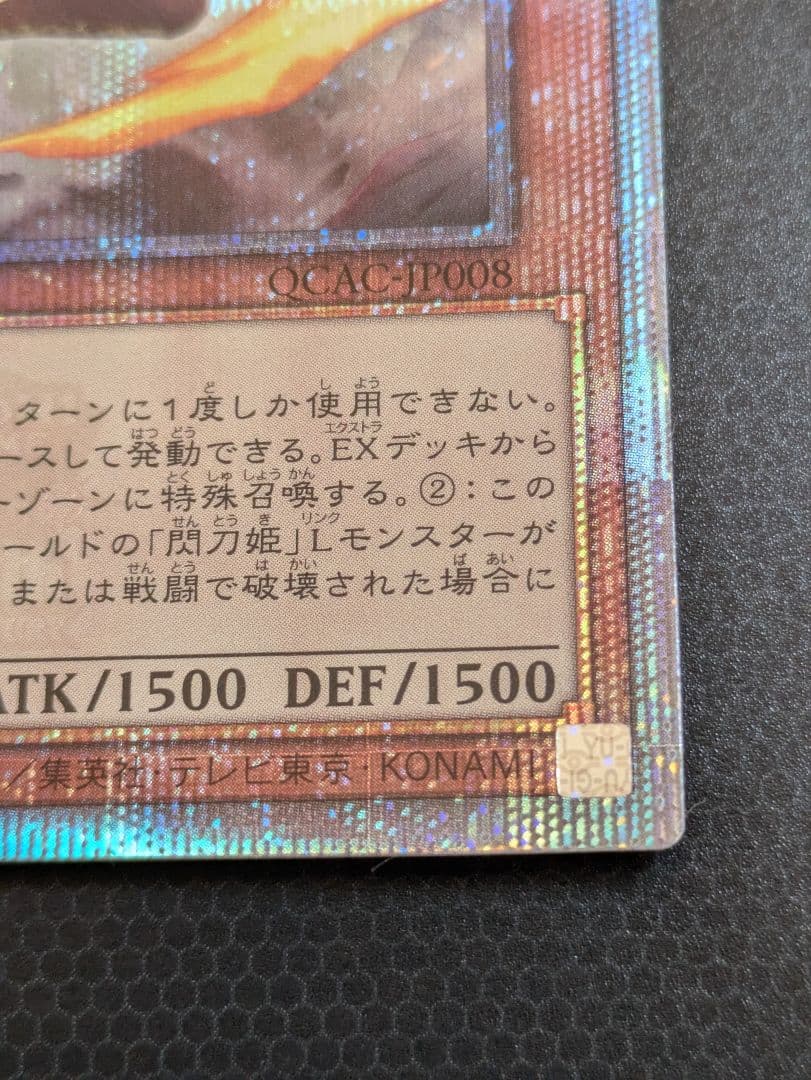 QCAC-JP008
ターンに1度しか使用できない。
ースして発動できる。EXデッキから
ゾーンに特殊召喚する。②：この
ールドの「閃刀姫」Lモンスターが
または戦闘で破壊された場合に
ATK/1500 DEF/1500
／集英社・テレビ東京・KONAMI